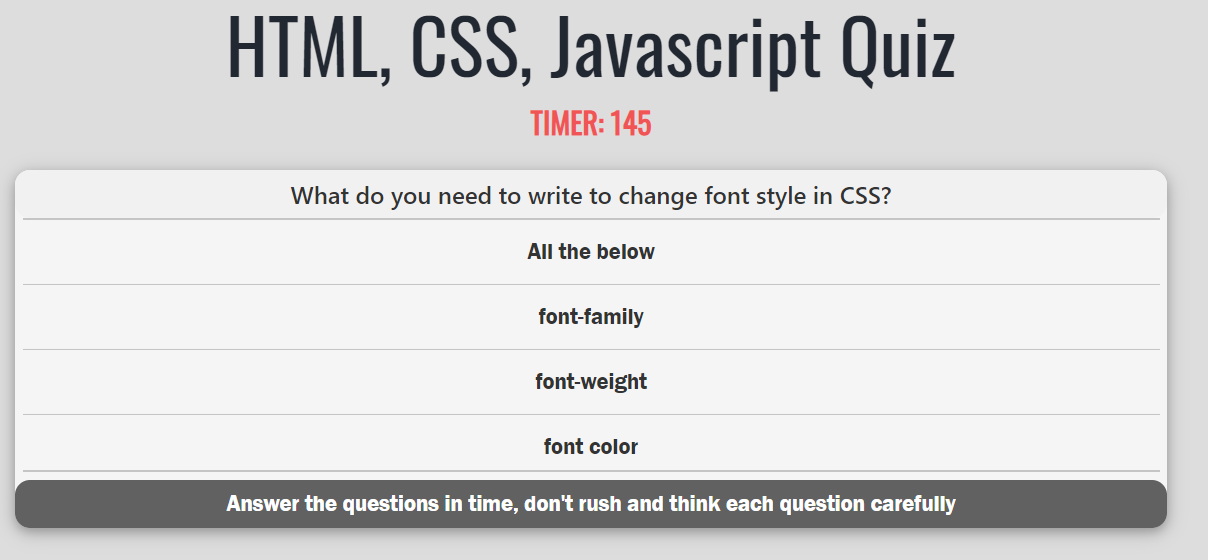 HTML, CSS, Javascript Quiz
TIMER: 145
What do you need to write to change font style in CSS?
All the below
font-family
font-weight
font color
Answer the questions in time, don't rush and think each question carefully